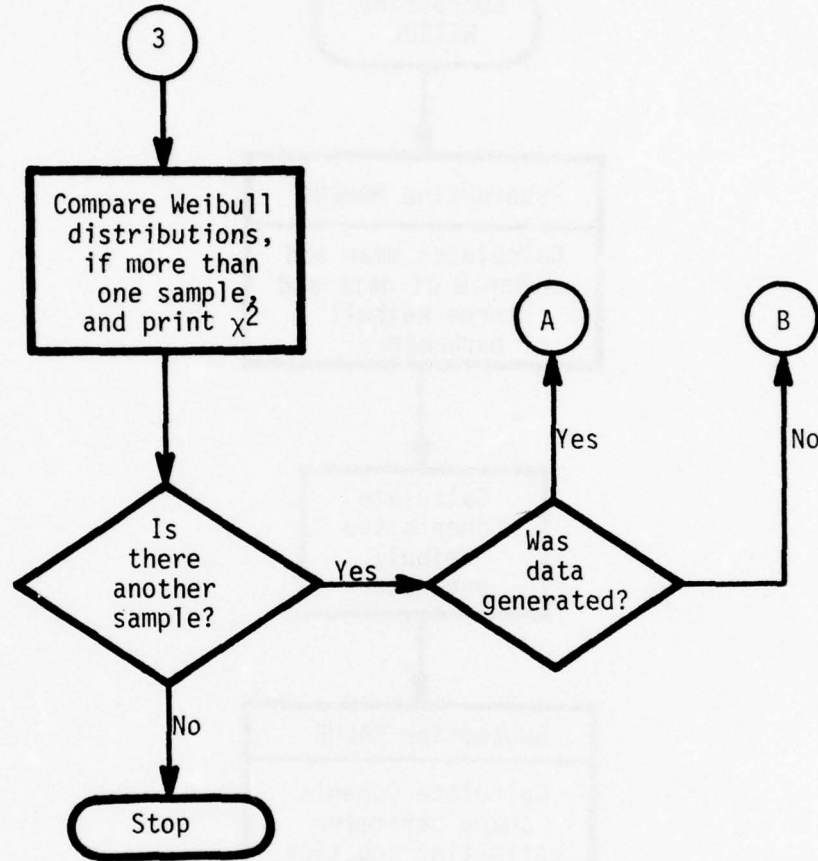 3
Compare Weibull
distributions,
if more than
one sample,
and print χ2
A
B
Yes
No
Is
there
another
sample?
Yes
Was
data
generated?
No
Stop